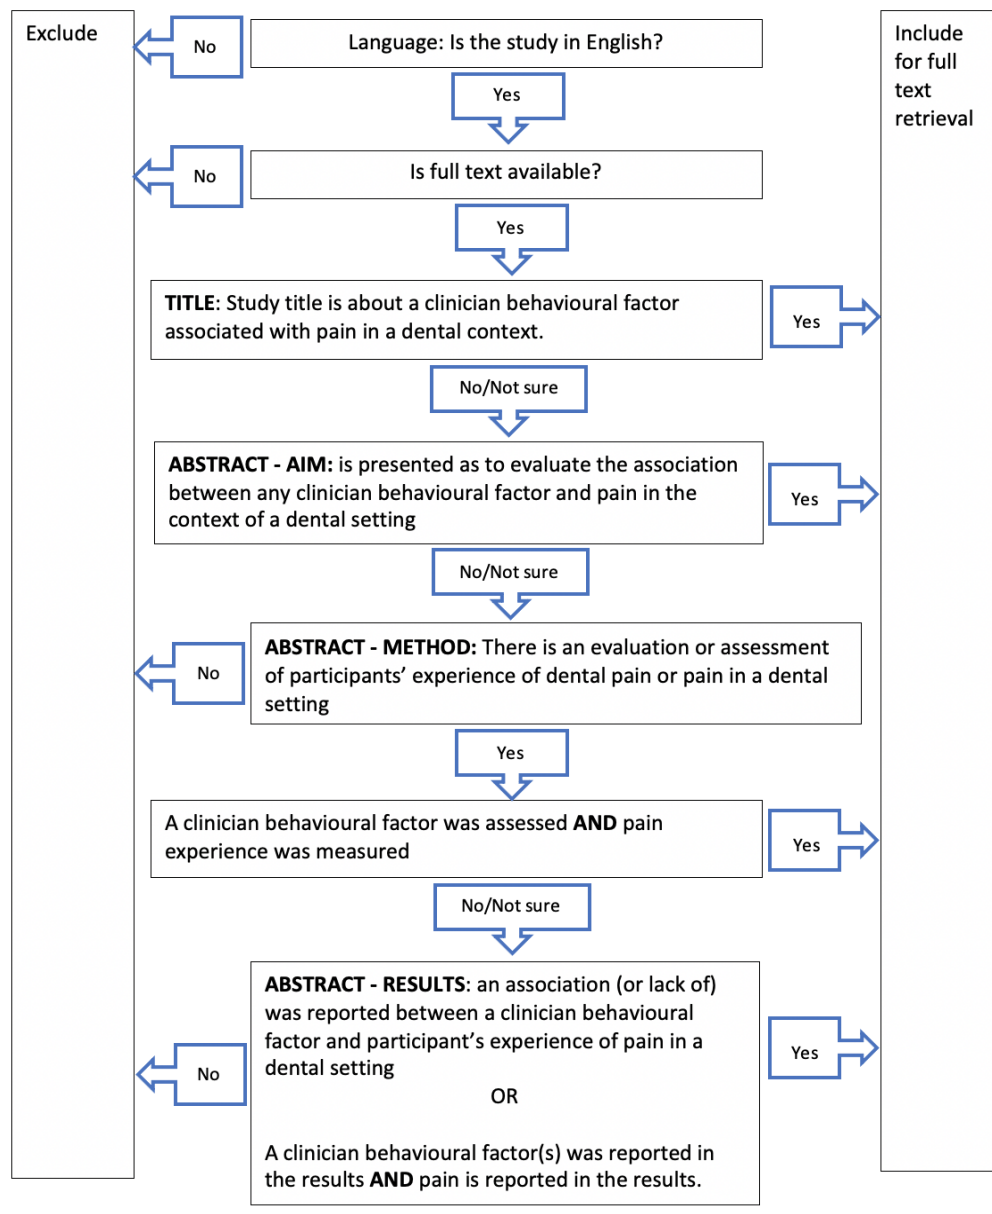 Exclude
No
Language: Is the study in English?
Include
for full
text
retrieval
Yes
No
Is full text available?
Yes
TITLE: Study title is about a clinician behavioural factor
associated with pain in a dental context.
Yes
No/Not sure
ABSTRACT - AIM: is presented as to evaluate the association
between any clinician behavioural factor and pain in the
context of a dental setting
Yes
No/Not sure
ABSTRACT - METHOD: There is an evaluation or assessment
of participants’ experience of dental pain or pain in a dental
setting
No
Yes
A clinician behavioural factor was assessed AND pain
experience was measured
Yes
No/Not sure
ABSTRACT - RESULTS: an association (or lack of)
was reported between a clinician behavioural
factor and participant’s experience of pain in a
dental setting
OR
A clinician behavioural factor(s) was reported in
the results AND pain is reported in the results.
No
Yes